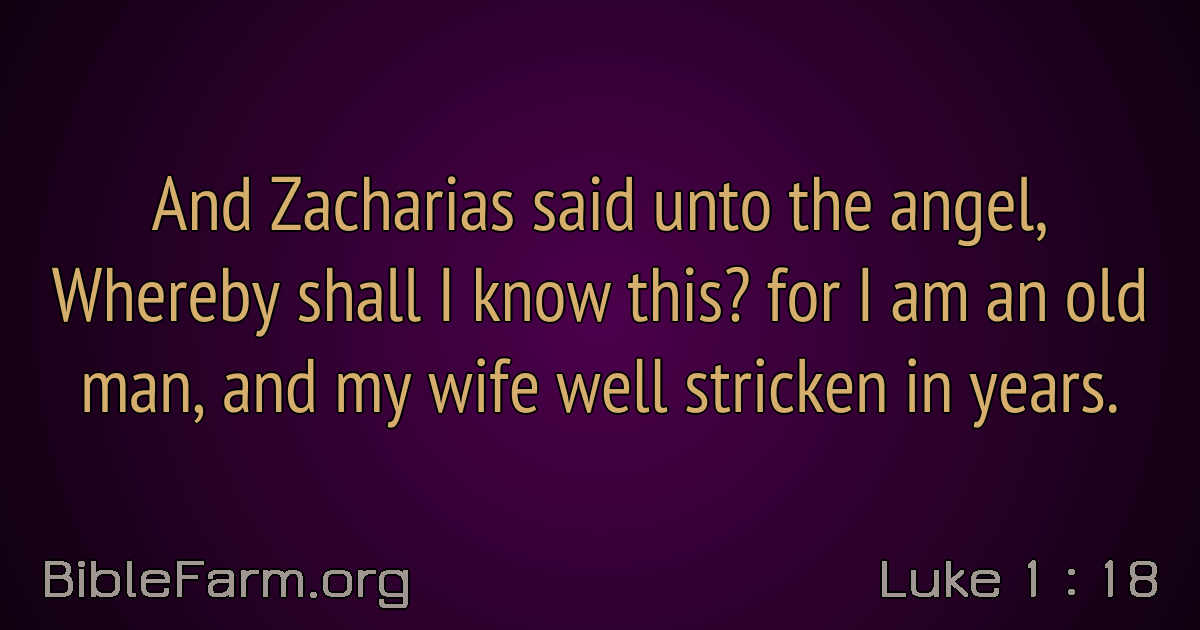 And Zacharias said unto the angel,
Whereby shall I know this? for I am an old
man, and my wife well stricken in years.
BibleFarm.org
Luke 1 : 18